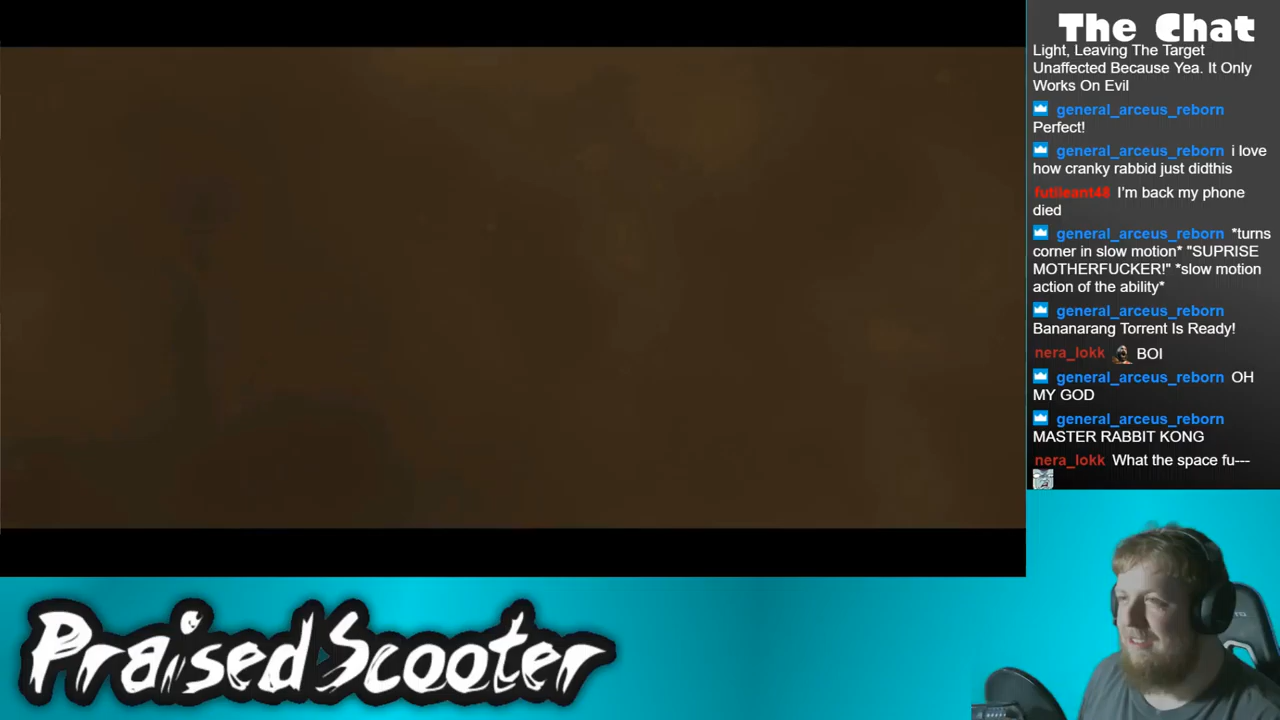 The Chat
Light, Leaving The Target
Unaffected Because Yea. It Only
Works On Evil
general_arceus_reborn
Perfect!
general_arceus_reborn i love
how cranky rabbid just didthis
futileant48 I'm back my phone
died
general_arceus_reborn *turns
corner in slow motion* "SUPRISE
MOTHERFUCKER!" *slow motion
action of the ability*
general_arceus_reborn
Bananarang Torrent Is Ready!
nera_lokk BOI
general_arceus_reborn OH
MY GOD
general_arceus_reborn
MASTER RABBIT KONG
nera_lokk What the space fu---
PraisedScooter